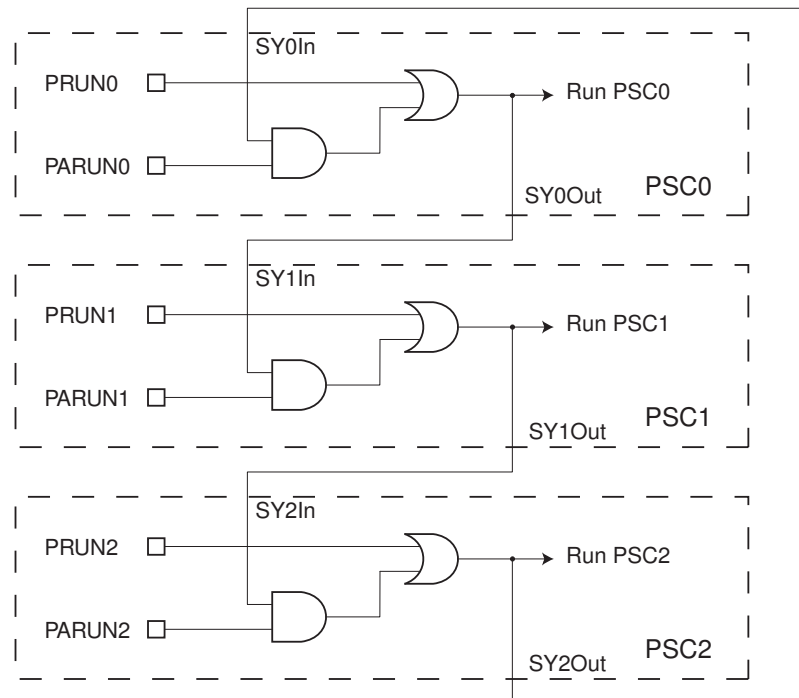 SY0In
PRUN0
Run PSC0
PARUN0
PSC0
SY0Out
SY1In
PRUN1
Run PSC1
PARUN1
PSC1
SY1Out
SY2In
PRUN2
Run PSC2
PARUN2
PSC2
SY2Out